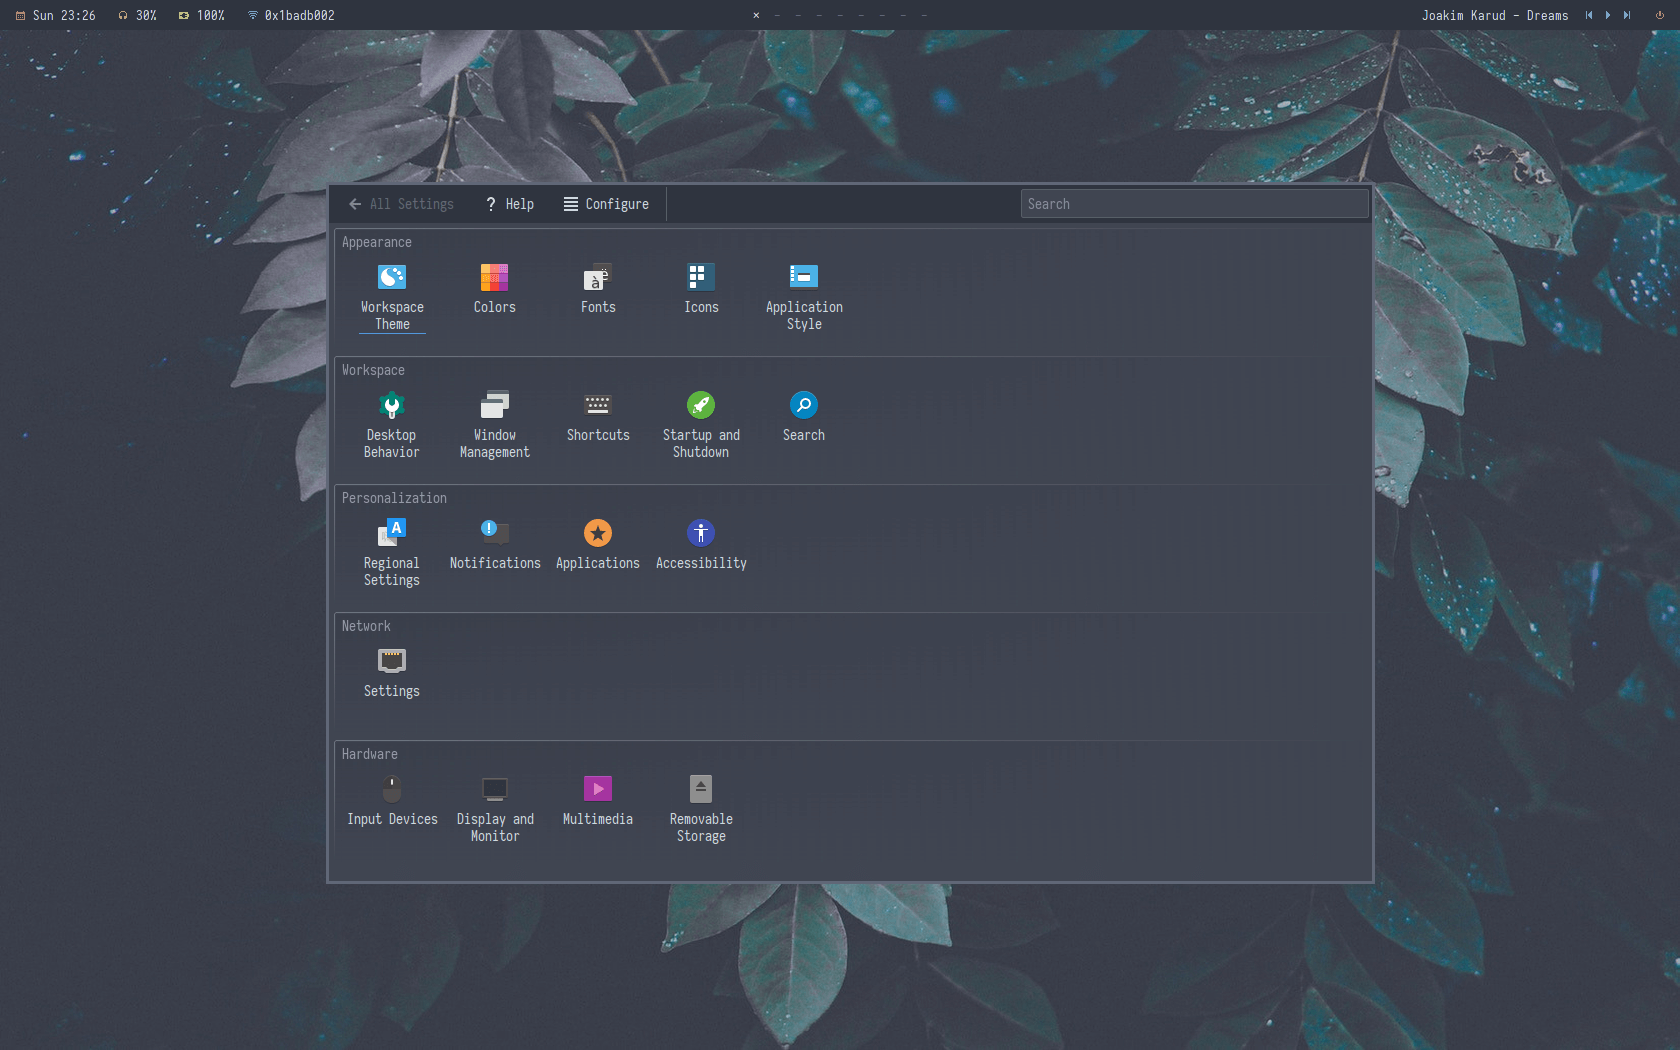 Sun 23:26 30% 100% 0x1badb002 × – – – – – – – – Joakim Karud – Dreams
All Settings ? Help Configure Search
Appearance
Workspace Theme
Colors
Fonts
Icons
Application Style
Workspace
Desktop Behavior
Window Management
Shortcuts
Startup and Shutdown
Search
Personalization
Regional Settings
Notifications
Applications
Accessibility
Network
Settings
Hardware
Input Devices
Display and Monitor
Multimedia
Removable Storage